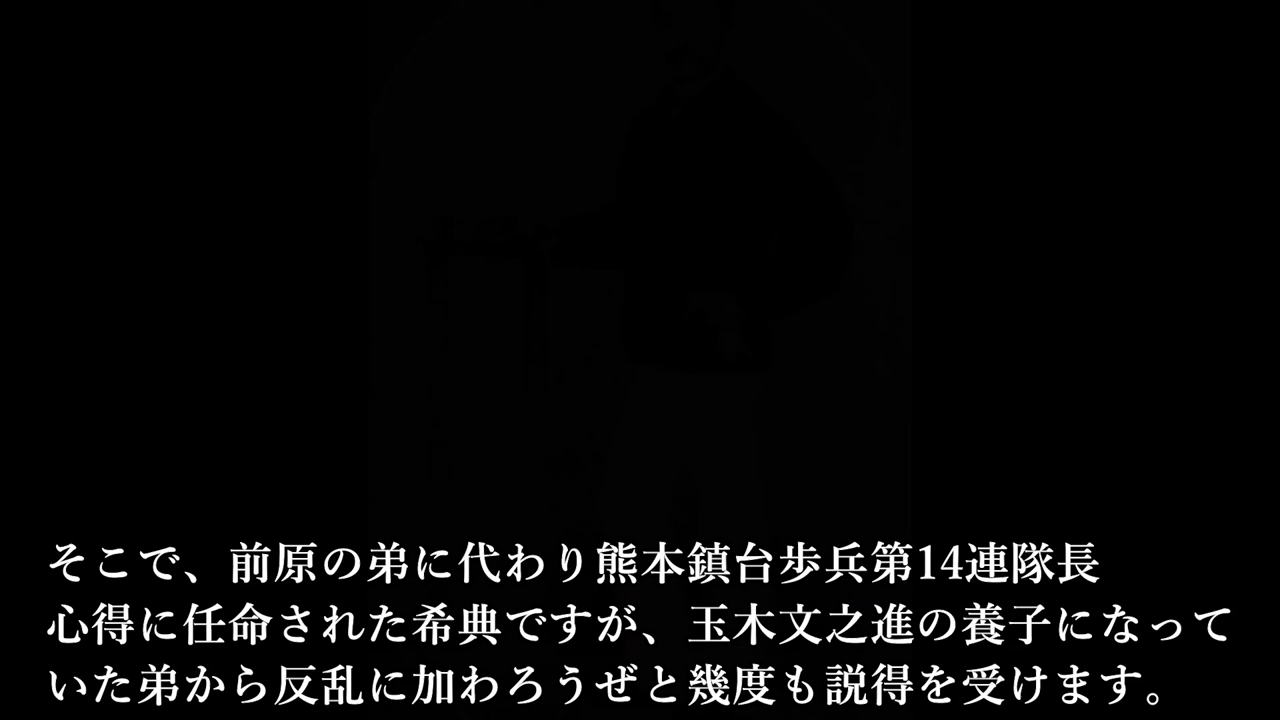 そこで、前原の弟に代わり熊本鎮台歩兵第14連隊長
心得に任命された希典ですが、玉木文之進の養子になって
いた弟から反乱に加わろうぜと幾度も説得を受けます。